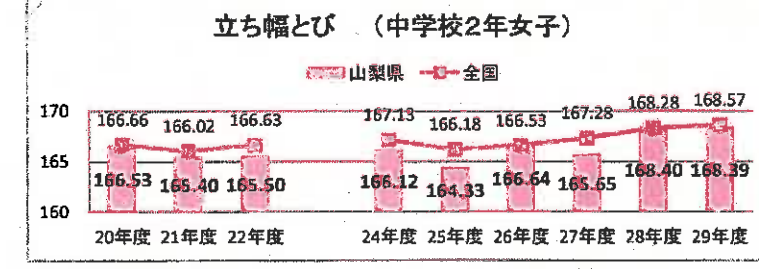 立ち幅とび （中学校2年女子）
山梨県 全国
170
165
160
166.66 166.02 166.63 167.13 166.18 166.53 167.28 168.28 168.57
166.53 165.40 165.50 166.12 164.33 166.64 165.65 168.40 168.39
20年度 21年度 22年度 24年度 25年度 26年度 27年度 28年度 29年度